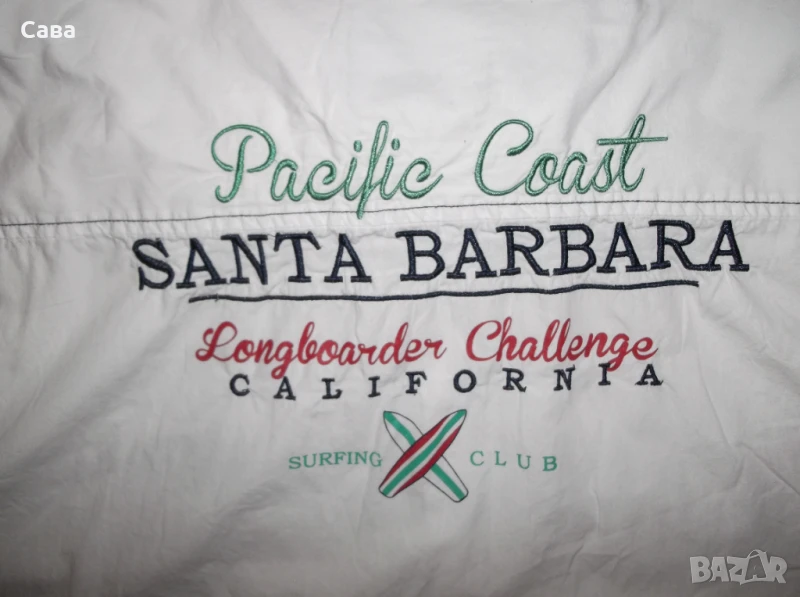 Сава
Pacific Coast
SANTA BARBARA
Longboarder Challenge
CALIFORNIA
SURFING CLUB
BAZAR